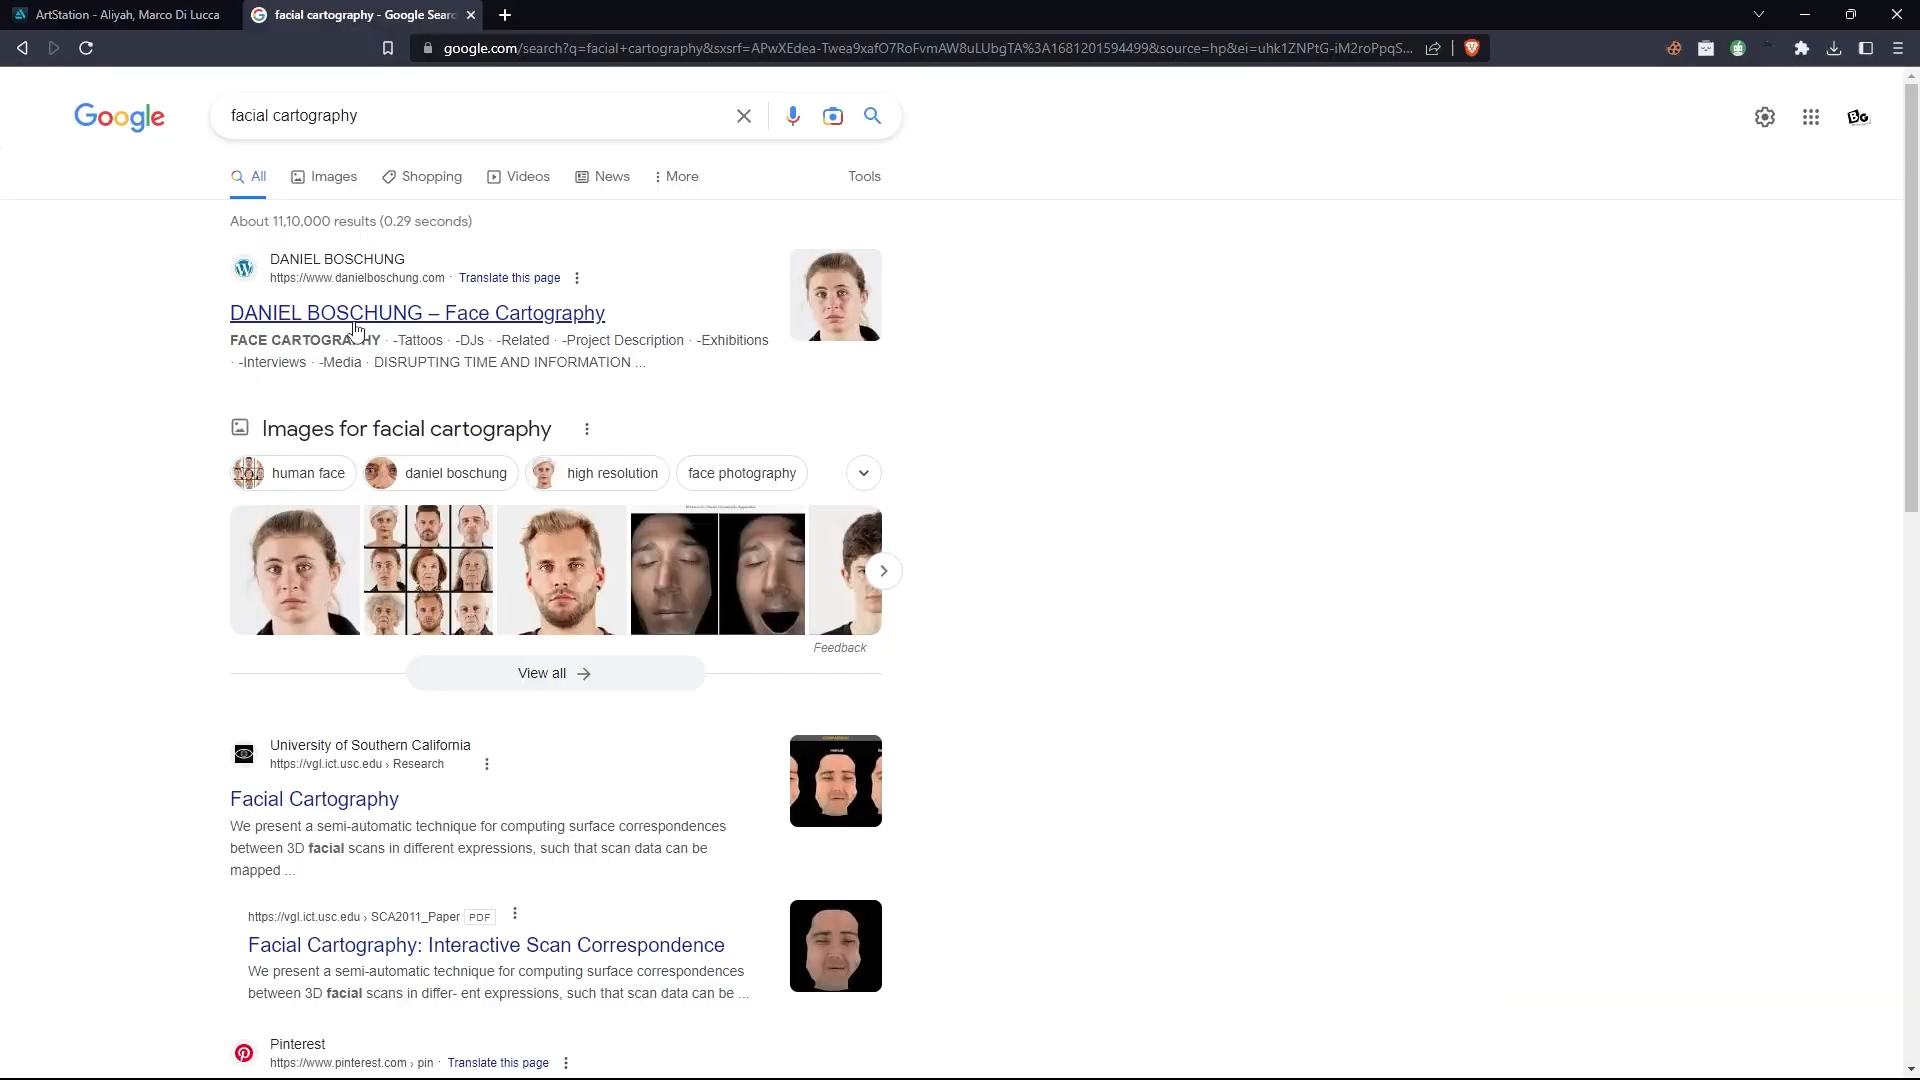 ArtStation - Aliyah, Marco Di Lucca
facial cartography - Google Sear
google.com/search?q=facial+cartography&sxsrf=APwXEdea-Twea9xafO7RoFvmAW8uLUbgTA%3A1681201594499&source=hp&ei=uhk1ZNPtG-iM2roPpqS...
Google
facial cartography
All
Images
Shopping
Videos
News
More
Tools
About 11,10,000 results (0.29 seconds)
DANIEL BOSCHUNG
https://www.danielboschung.com · Translate this page
DANIEL BOSCHUNG – Face Cartography
FACE CARTOGRAPHY · -Tattoos · -DJs · -Related · -Project Description · -Exhibitions
· -Interviews · -Media · DISRUPTING TIME AND INFORMATION ...
Images for facial cartography
human face
daniel boschung
high resolution
face photography
Feedback
View all
University of Southern California
https://vgl.ict.usc.edu › Research
Facial Cartography
We present a semi-automatic technique for computing surface correspondences
between 3D facial scans in different expressions, such that scan data can be
mapped ...
https://vgl.ict.usc.edu › SCA2011_Paper PDF
Facial Cartography: Interactive Scan Correspondence
We present a semi-automatic technique for computing surface correspondences
between 3D facial scans in differ- ent expressions, such that scan data can be ...
Pinterest
https://www.pinterest.com › pin · Translate this page